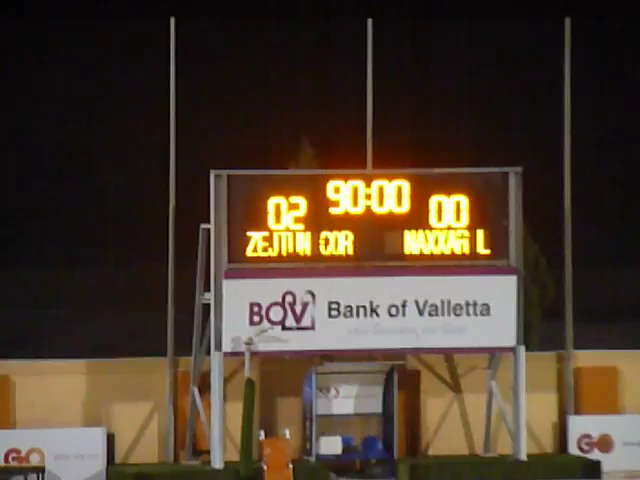 90:00
02 00
ZEJTUN COR NAXXAR L
BOV Bank of Valletta
GO
GO